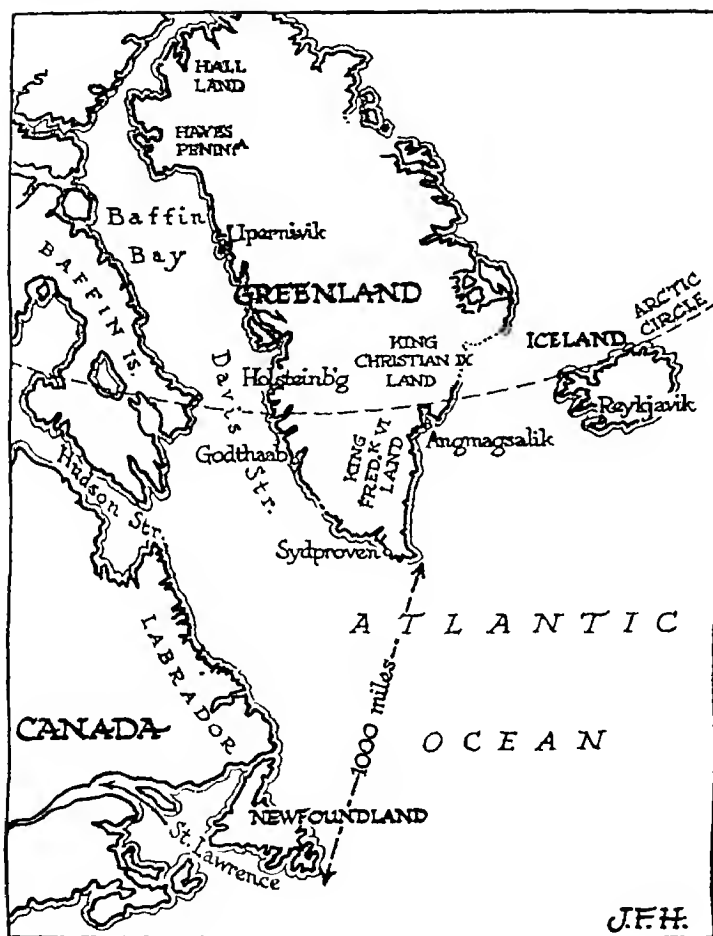 HALL
LAND
HAYES
PENINᴬ
Baffin
Bay
Upernivik
BAFFIN IS.
GREENLAND
ARCTIC
CIRCLE
ICELAND
KING
CHRISTIAN IX
LAND
Davis Str.
Holsteinb'g
Reykjavik
Angmagsalik
Godthaab
KING
FRED.K VI
LAND
Hudson Str.
Sydproven
ATLANTIC
OCEAN
1000 miles
LABRADOR
CANADA
NEWFOUNDLAND
St. Lawrence
J.F.H.